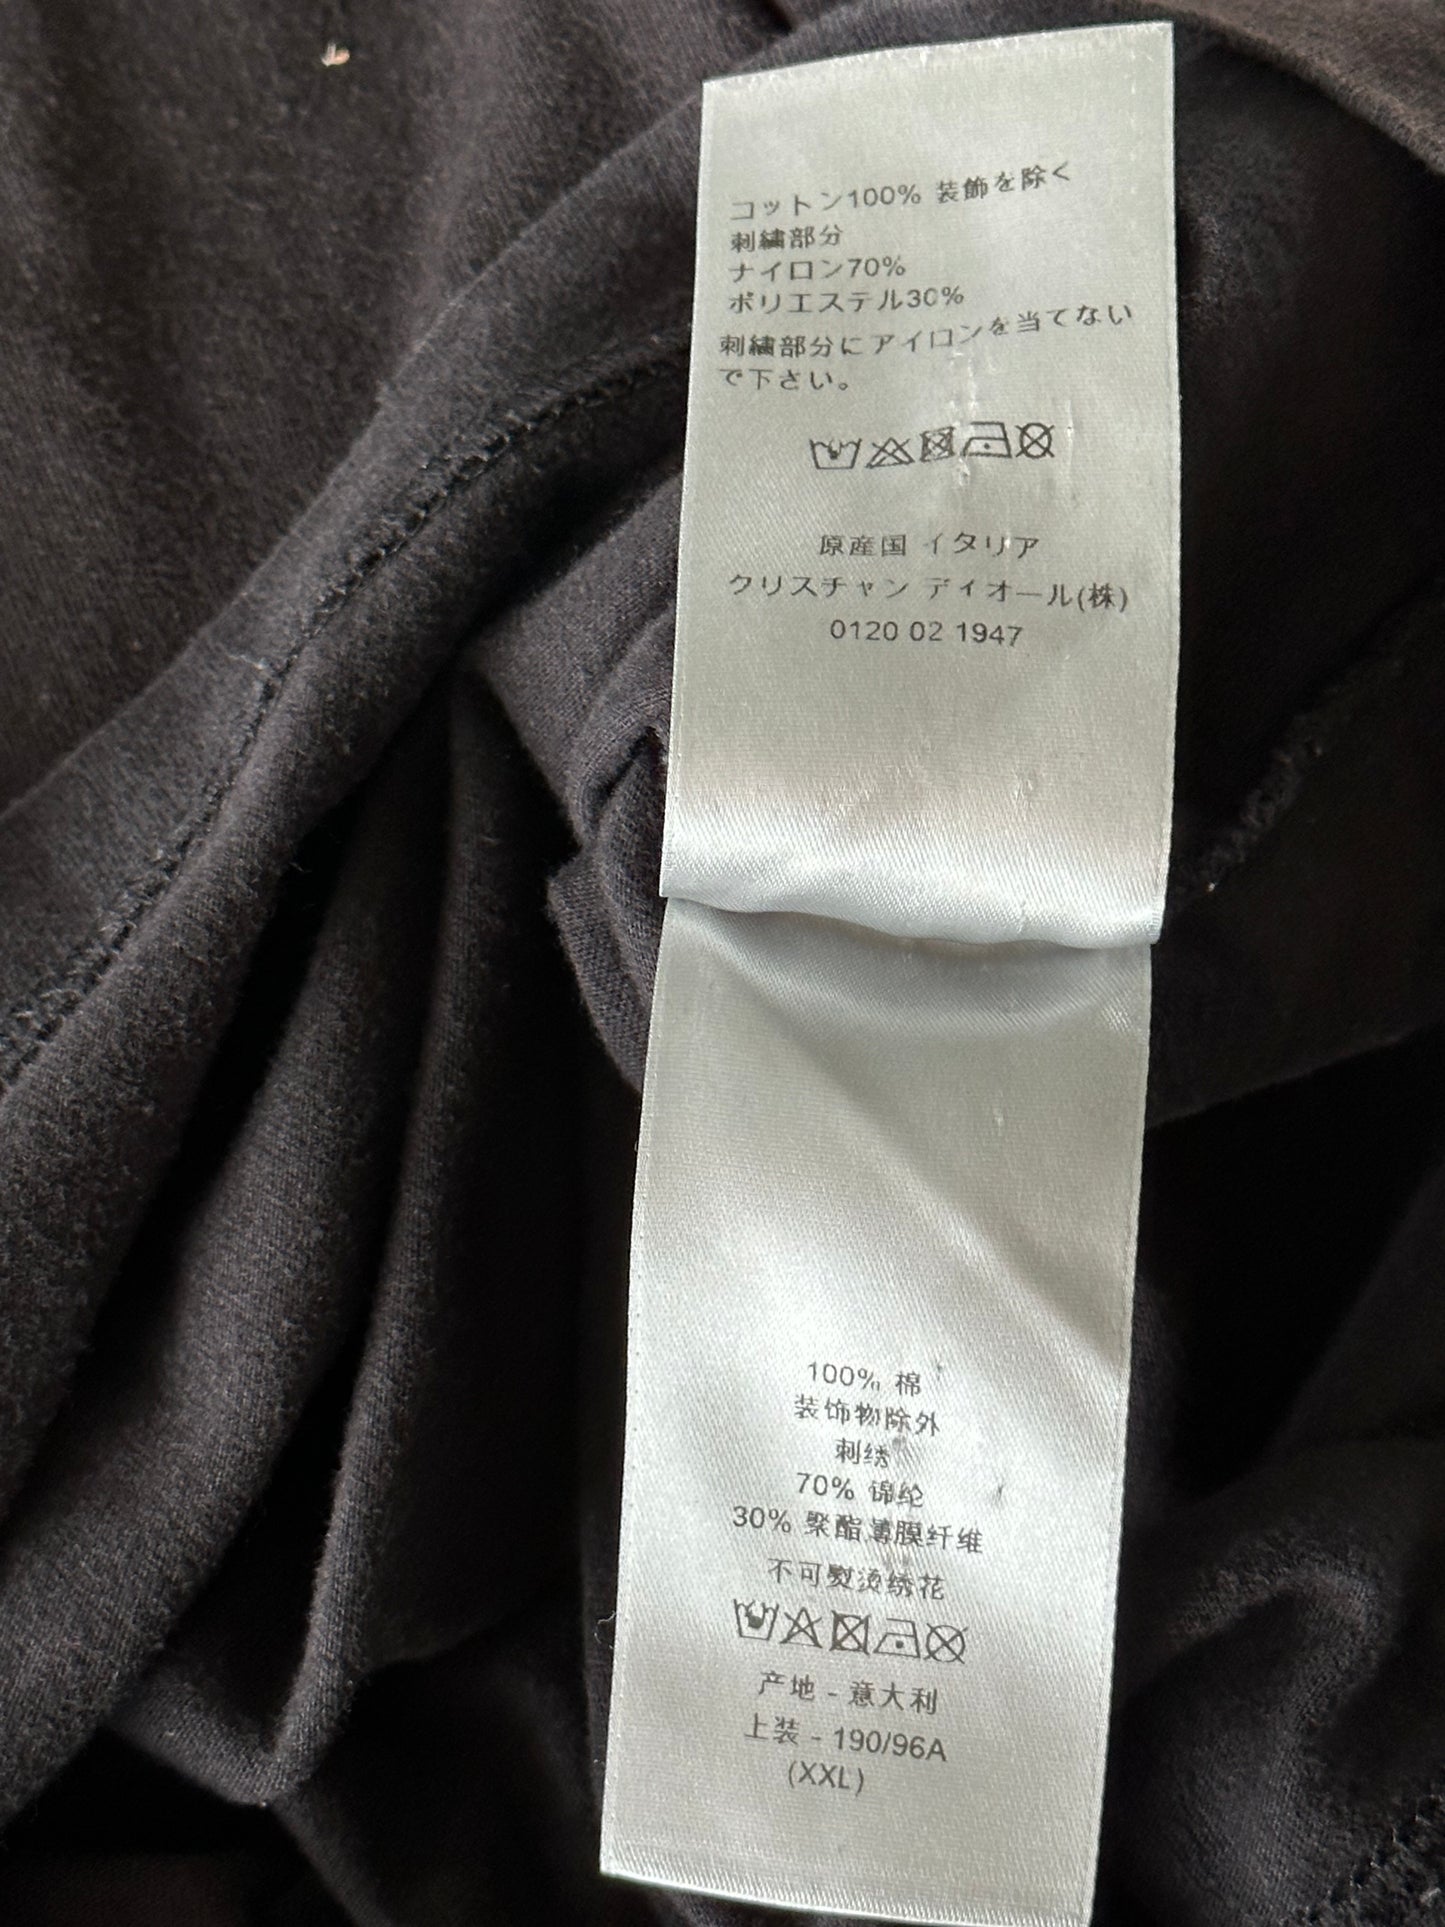 コットン100% 装飾を除く
刺繍部分
ナイロン70%
ポリエステル30%
刺繍部分にアイロンを当てない
で下さい。
原産国 イタリア
クリスチャン ディオール(株)
0120 02 1947
100% 棉
装饰物除外
刺绣
70% 锦纶
30% 聚酯薄膜纤维
不可熨烫绣花
产地 - 意大利
上装 - 190/96A
(XXL)